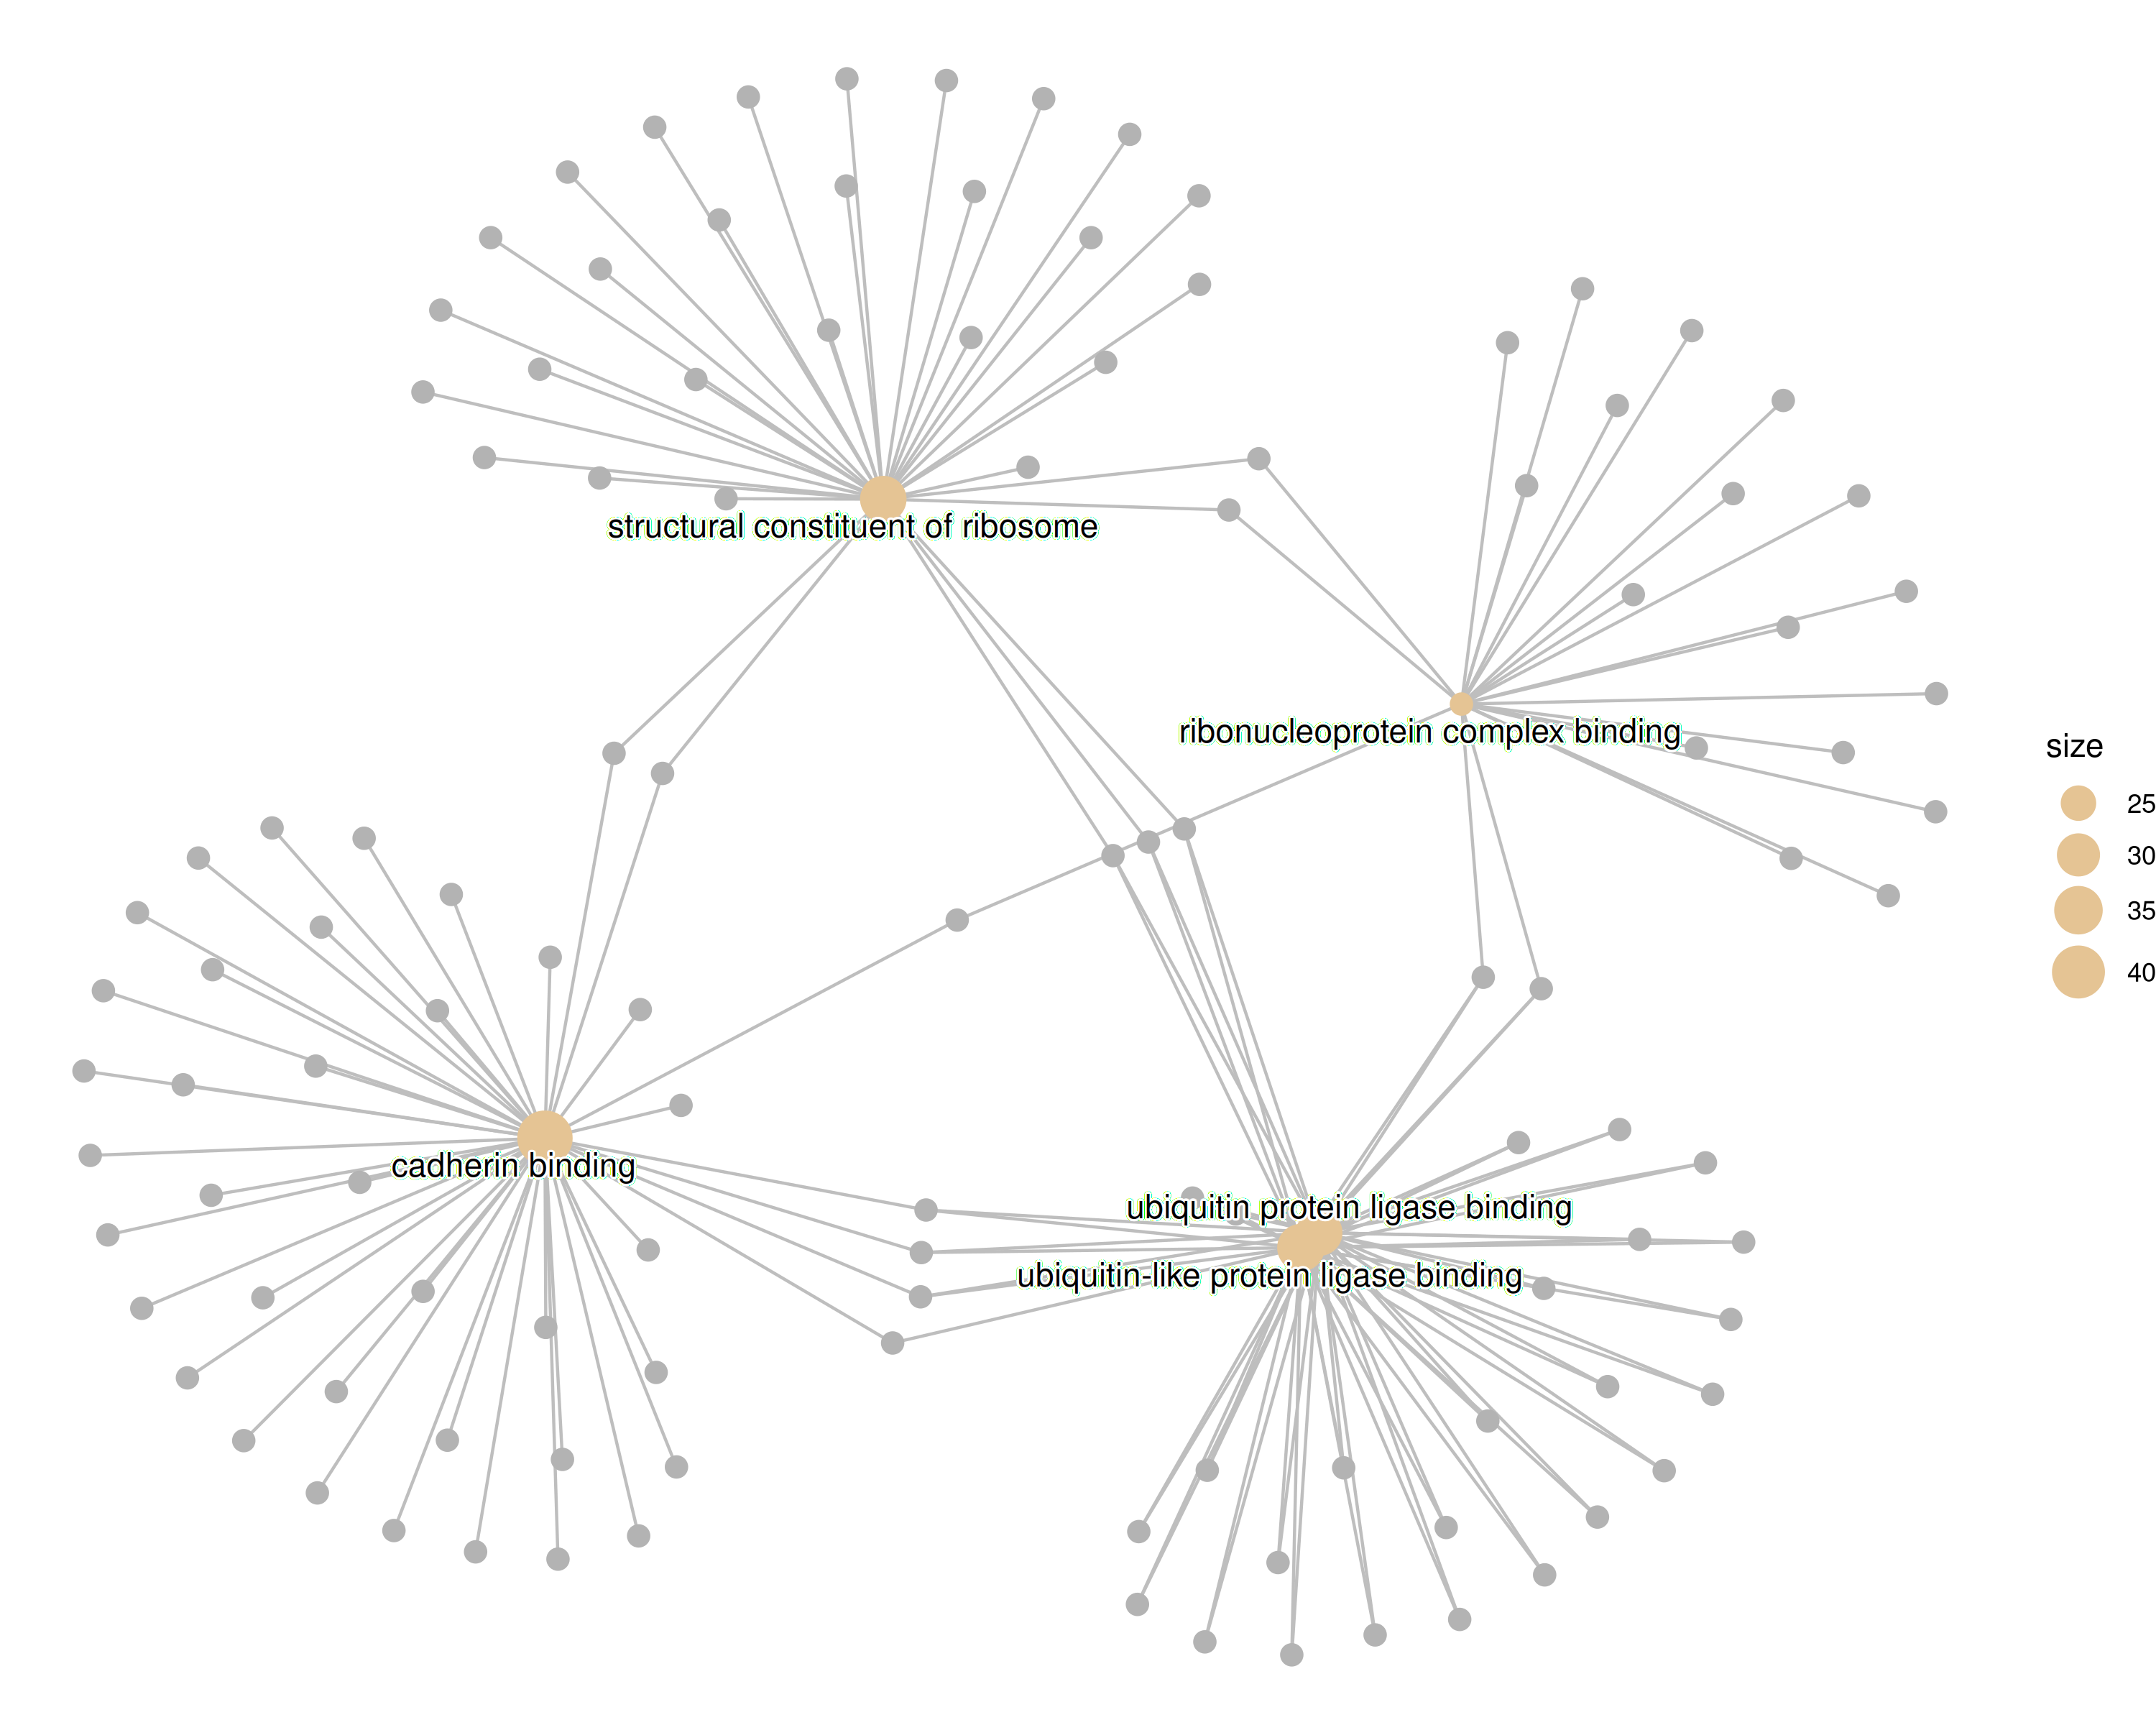 structural constituent of ribosome
ribonucleoprotein complex binding
size
25
30
35
40
cadherin binding
ubiquitin protein ligase binding
ubiquitin-like protein ligase binding